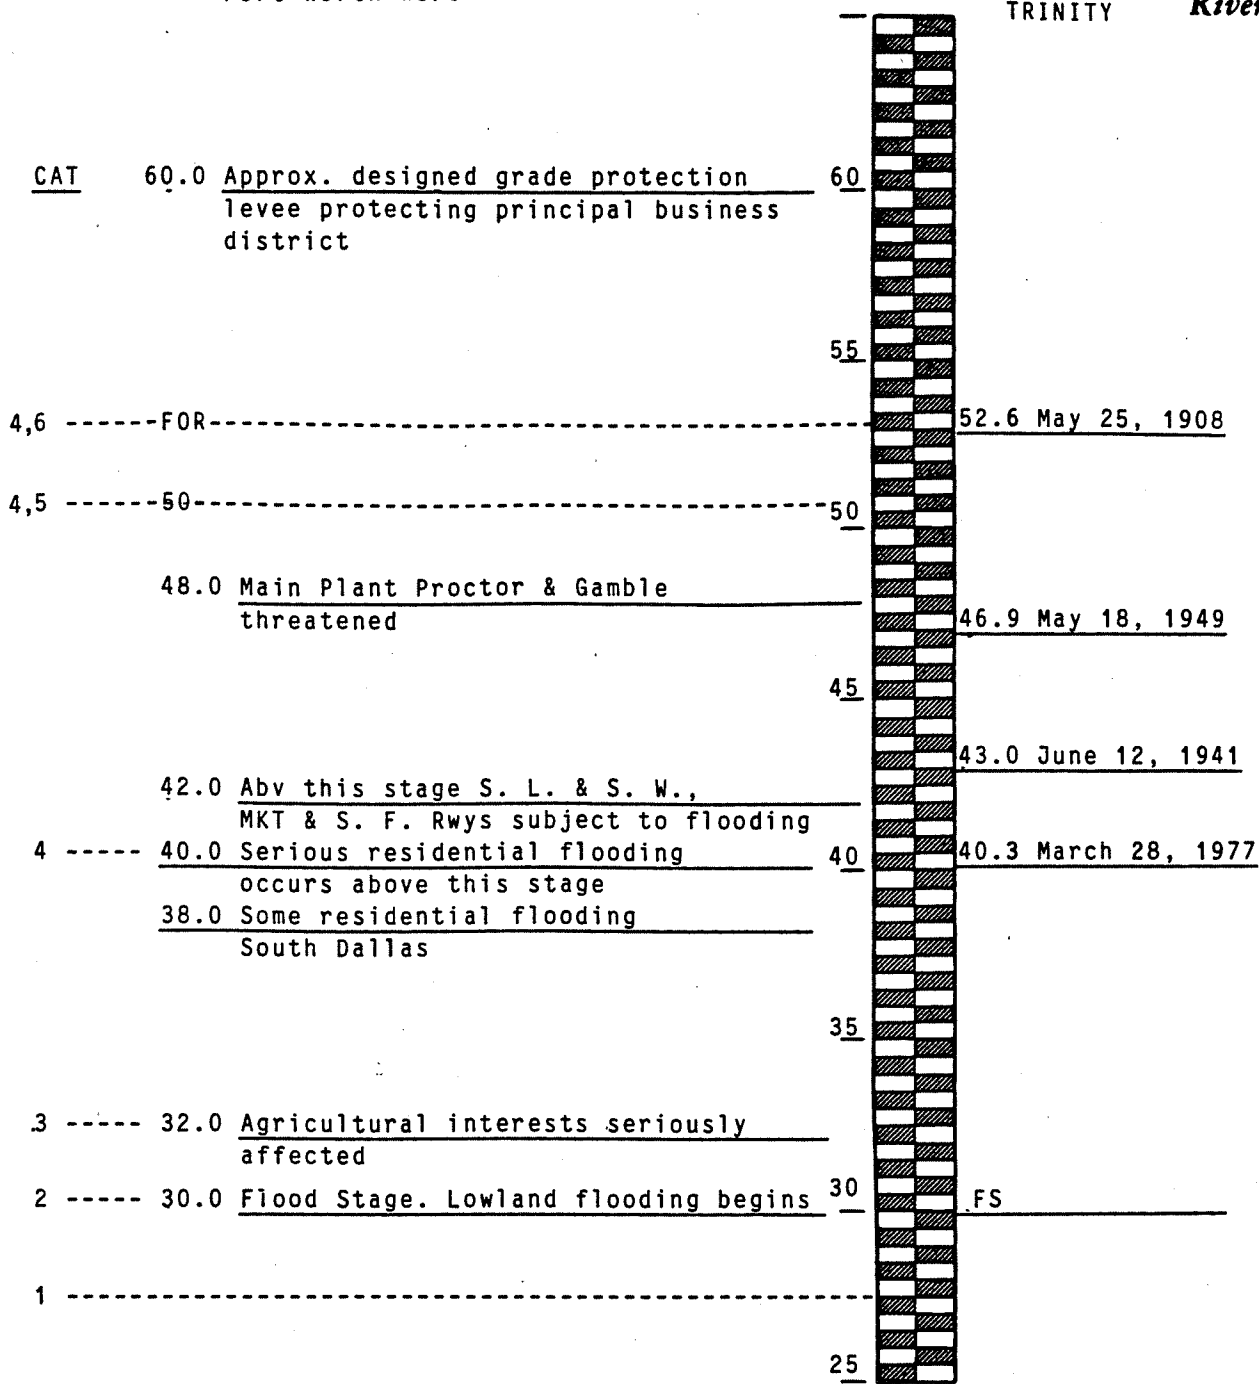 TRINITY River
CAT 60.0 Approx. designed grade protection 60
levee protecting principal business
district
55
4,6 ------FOR------ 52.6 May 25, 1908
4,5 ------50------ 50
48.0 Main Plant Proctor & Gamble
threatened
46.9 May 18, 1949
45
43.0 June 12, 1941
42.0 Abv this stage S. L. & S. W.,
MKT & S. F. Rwys subject to flooding
4 ----- 40.0 Serious residential flooding 40 40.3 March 28, 1977
occurs above this stage
38.0 Some residential flooding
South Dallas
35
3 ----- 32.0 Agricultural interests seriously
affected
2 ----- 30.0 Flood Stage. Lowland flooding begins 30 FS
1 -----
25